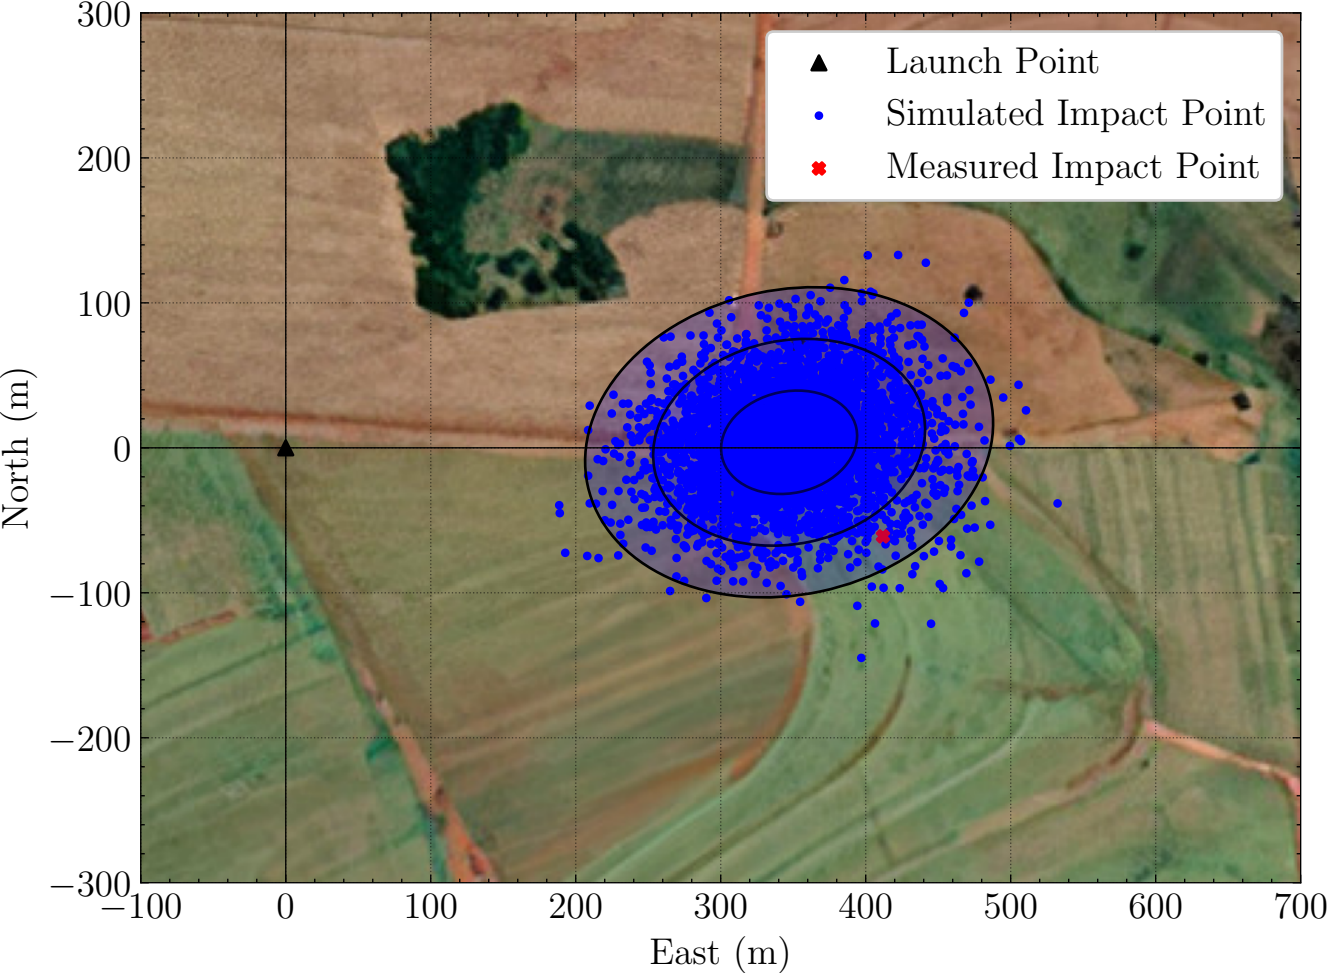 300
200
100
0
−100
−200
−300
North (m)
Launch Point
Simulated Impact Point
Measured Impact Point
−100 0 100 200 300 400 500 600 700
East (m)